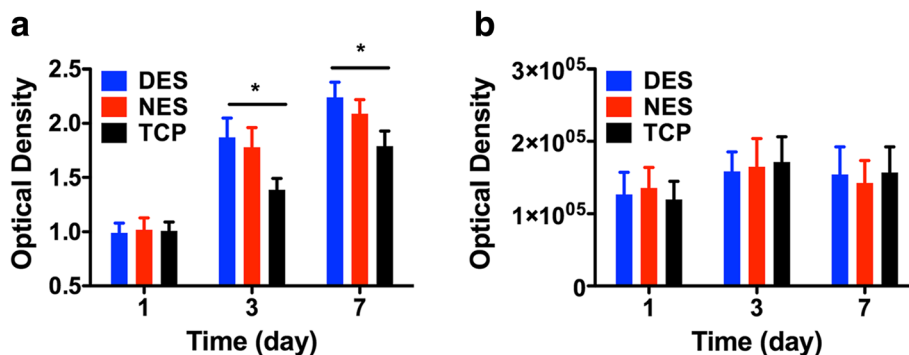 a
Optical Density
2.5
2.0
1.5
1.0
0.5
DES
NES
TCP
*
*
1
3
7
Time (day)
b
Optical Density
3×10⁰⁵
2×10⁰⁵
1×10⁰⁵
0
DES
NES
TCP
1
3
7
Time (day)